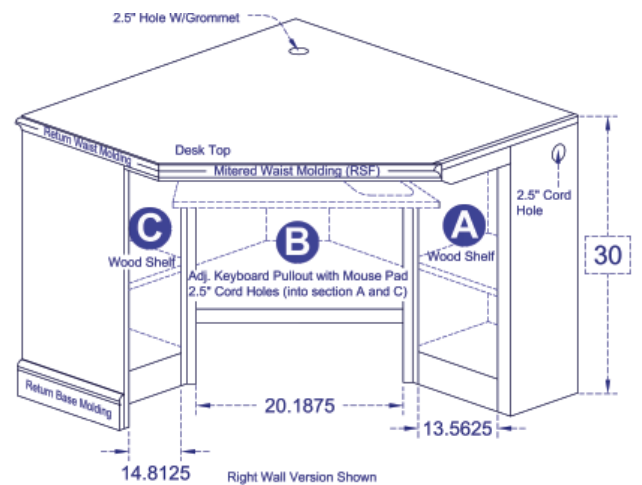 2.5" Hole W/Grommet
Return Waist Molding
Desk Top
Mitered Waist Molding (RSF)
2.5" Cord
Hole
C
Wood Shelf
B
A
Wood Shelf
Adj. Keyboard Pullout with Mouse Pad
2.5" Cord Holes (into section A and C)
30
Return Base Molding
20.1875
13.5625
14.8125
Right Wall Version Shown